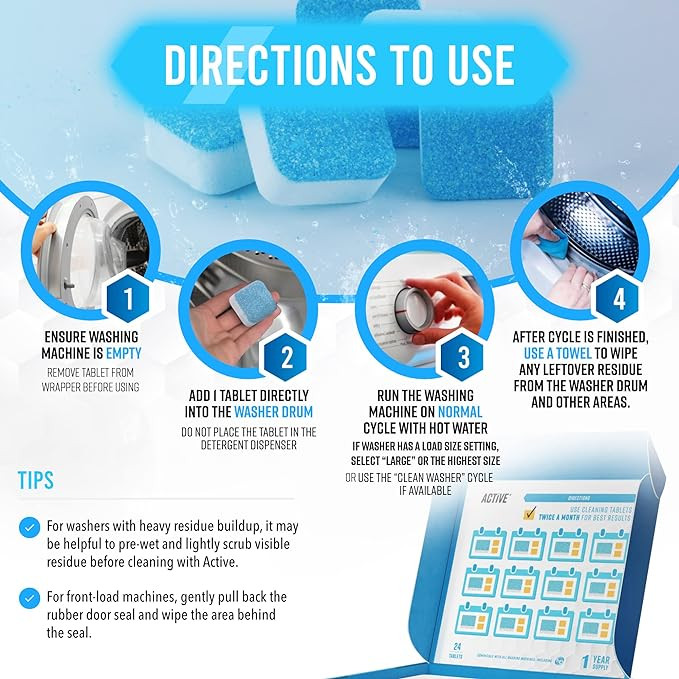 DIRECTIONS TO USE
1
ENSURE WASHING
MACHINE IS EMPTY
REMOVE TABLET FROM
WRAPPER BEFORE USING
2
ADD 1 TABLET DIRECTLY
INTO THE WASHER DRUM
DO NOT PLACE THE TABLET IN THE
DETERGENT DISPENSER
3
RUN THE WASHING
MACHINE ON NORMAL
CYCLE WITH HOT WATER
IF WASHER HAS A LOAD SIZE SETTING,
SELECT "LARGE" OR THE HIGHEST SIZE
OR USE THE "CLEAN WASHER" CYCLE
IF AVAILABLE
4
AFTER CYCLE IS FINISHED,
USE A TOWEL TO WIPE
ANY LEFTOVER RESIDUE
FROM THE WASHER DRUM
AND OTHER AREAS.
TIPS
For washers with heavy residue buildup, it may
be helpful to pre-wet and lightly scrub visible
residue before cleaning with Active.
For front-load machines, gently pull back the
rubber door seal and wipe the area behind
the seal.
ACTIVE
DIRECTIONS
USE CLEANING TABLETS
TWICE A MONTH FOR BEST RESULTS
24
TABLETS
COMPATIBLE WITH ALL WASHING MACHINES, INCLUDING
1 YEAR
SUPPLY